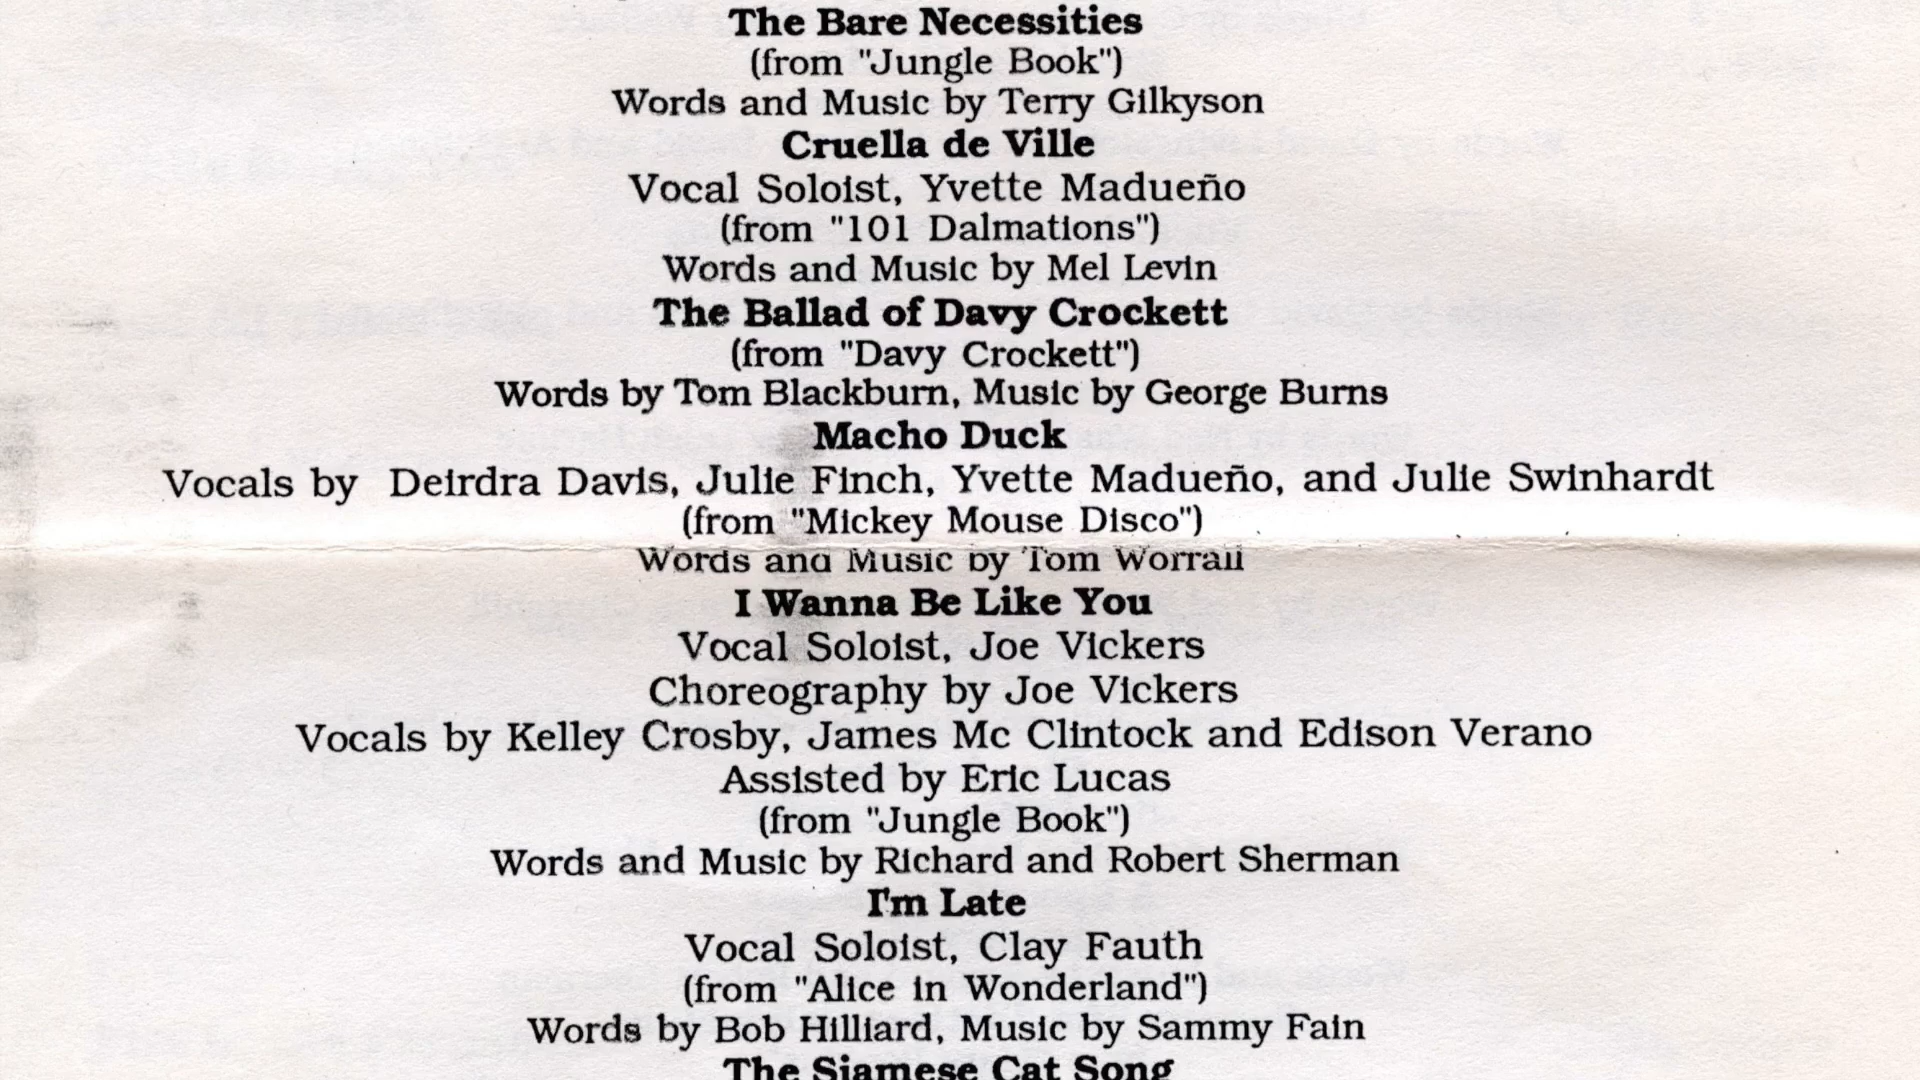 The Bare Necessities
(from "Jungle Book")
Words and Music by Terry Gilkyson
Cruella de Ville
Vocal Soloist, Yvette Madueño
(from "101 Dalmations")
Words and Music by Mel Levin
The Ballad of Davy Crockett
(from "Davy Crockett")
Words by Tom Blackburn, Music by George Burns
Macho Duck
Vocals by Deirdra Davis, Julie Finch, Yvette Madueño, and Julie Swinhardt
(from "Mickey Mouse Disco")
Words and Music by Tom Worrall
I Wanna Be Like You
Vocal Soloist, Joe Vickers
Choreography by Joe Vickers
Vocals by Kelley Crosby, James Mc Clintock and Edison Verano
Assisted by Eric Lucas
(from "Jungle Book")
Words and Music by Richard and Robert Sherman
I'm Late
Vocal Soloist, Clay Fauth
(from "Alice in Wonderland")
Words by Bob Hilliard, Music by Sammy Fain
The Siamese Cat Song